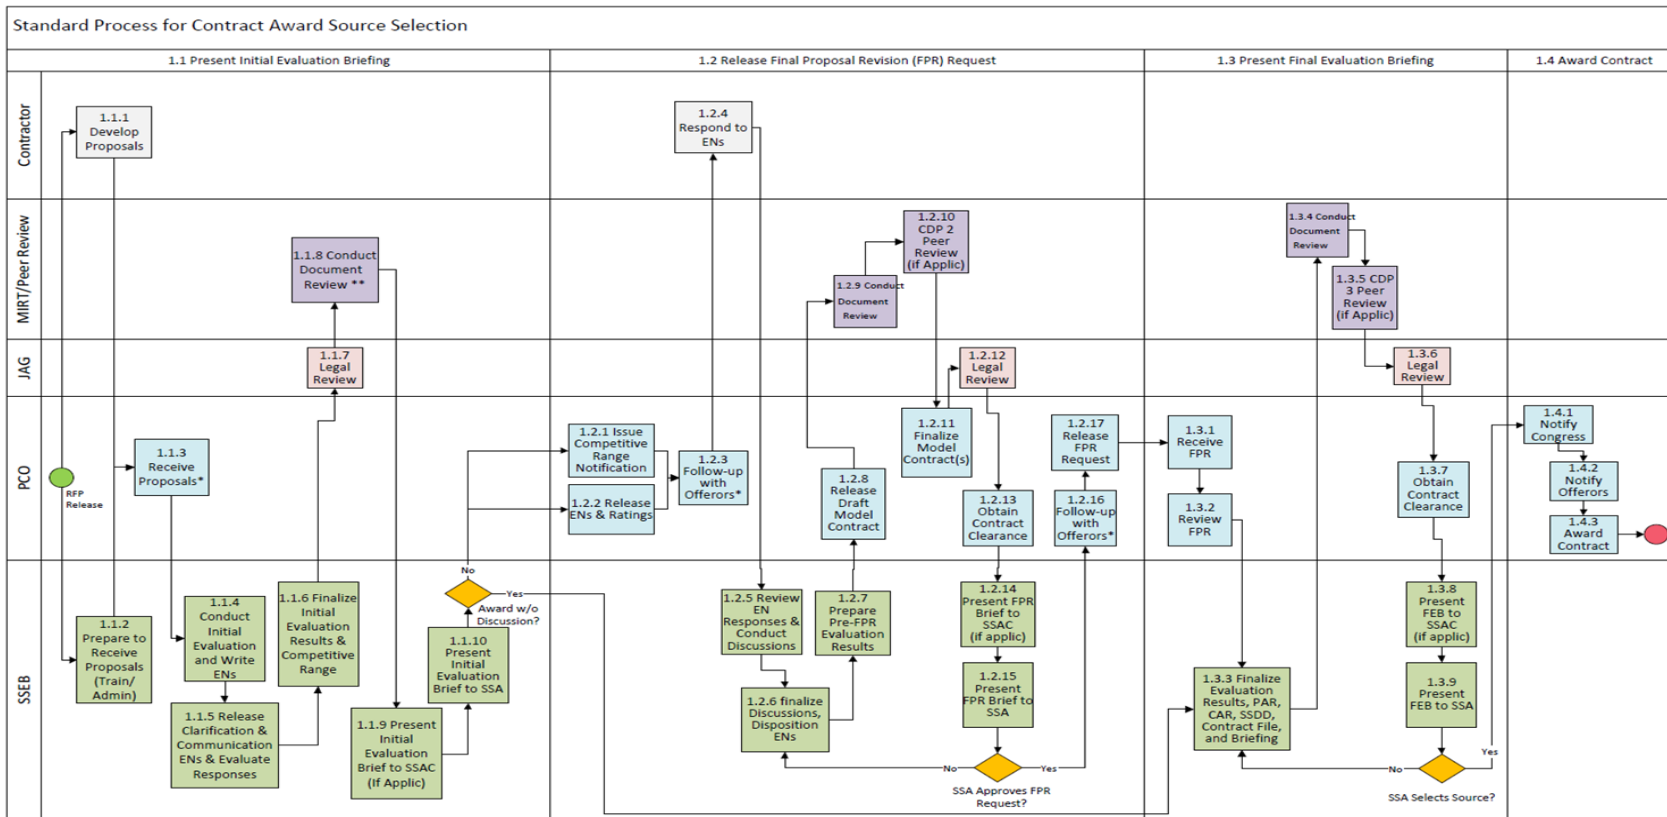 Standard Process for Contract Award Source Selection
1.1 Present Initial Evaluation Briefing
1.2 Release Final Proposal Revision (FPR) Request
1.3 Present Final Evaluation Briefing
1.4 Award Contract
Contractor
1.1.1
Develop
Proposals
1.2.4
Respond to
ENs
MIRT/Peer Review
1.1.8 Conduct
Document
Review **
1.2.9 Conduct
Document
Review
1.2.10
CDP 2
Peer
Review
(if Applic)
1.3.4 Conduct
Document
Review
1.3.5 CDP
3 Peer
Review
(if Applic)
JAG
1.1.7
Legal
Review
1.2.12
Legal
Review
1.3.6
Legal
Review
PCO
RFP
Release
1.1.3
Receive
Proposals*
1.2.1 Issue
Competitive
Range
Notification
1.2.2 Release
ENs & Ratings
1.2.3
Follow-up
with
Offerors*
1.2.8
Release
Draft
Model
Contract
1.2.11
Finalize
Model
Contract(s)
1.2.13
Obtain
Contract
Clearance
1.2.17
Release
FPR
Request
1.2.16
Follow-up
with
Offerors*
1.3.1
Receive
FPR
1.3.2
Review
FPR
1.3.7
Obtain
Contract
Clearance
1.4.1
Notify
Congress
1.4.2
Notify
Offerors
1.4.3
Award
Contract
SSEB
1.1.2
Prepare to
Receive
Proposals
(Train/
Admin)
1.1.4
Conduct
Initial
Evaluation
and Write
ENs
1.1.5 Release
Clarification &
Communication
ENs & Evaluate
Responses
1.1.6 Finalize
Initial
Evaluation
Results &
Competitive
Range
1.1.9 Present
Initial
Evaluation
Brief to SSAC
(If Applic)
1.1.10
Present
Initial
Evaluation
Brief to SSA
No
Yes
Award w/o
Discussion?
1.2.5 Review
EN
Responses &
Conduct
Discussions
1.2.6 finalize
Discussions,
Disposition
ENs
1.2.7
Prepare
Pre-FPR
Evaluation
Results
1.2.14
Present FPR
Brief to
SSAC
(if applic)
1.2.15
Present
FPR Brief to
SSA
No
Yes
SSA Approves FPR
Request?
1.3.3 Finalize
Evaluation
Results, PAR,
CAR, SSDD,
Contract File,
and Briefing
1.3.8
Present
FEB to
SSAC
(if applic)
1.3.9
Present
FEB to SSA
No
Yes
SSA Selects Source?